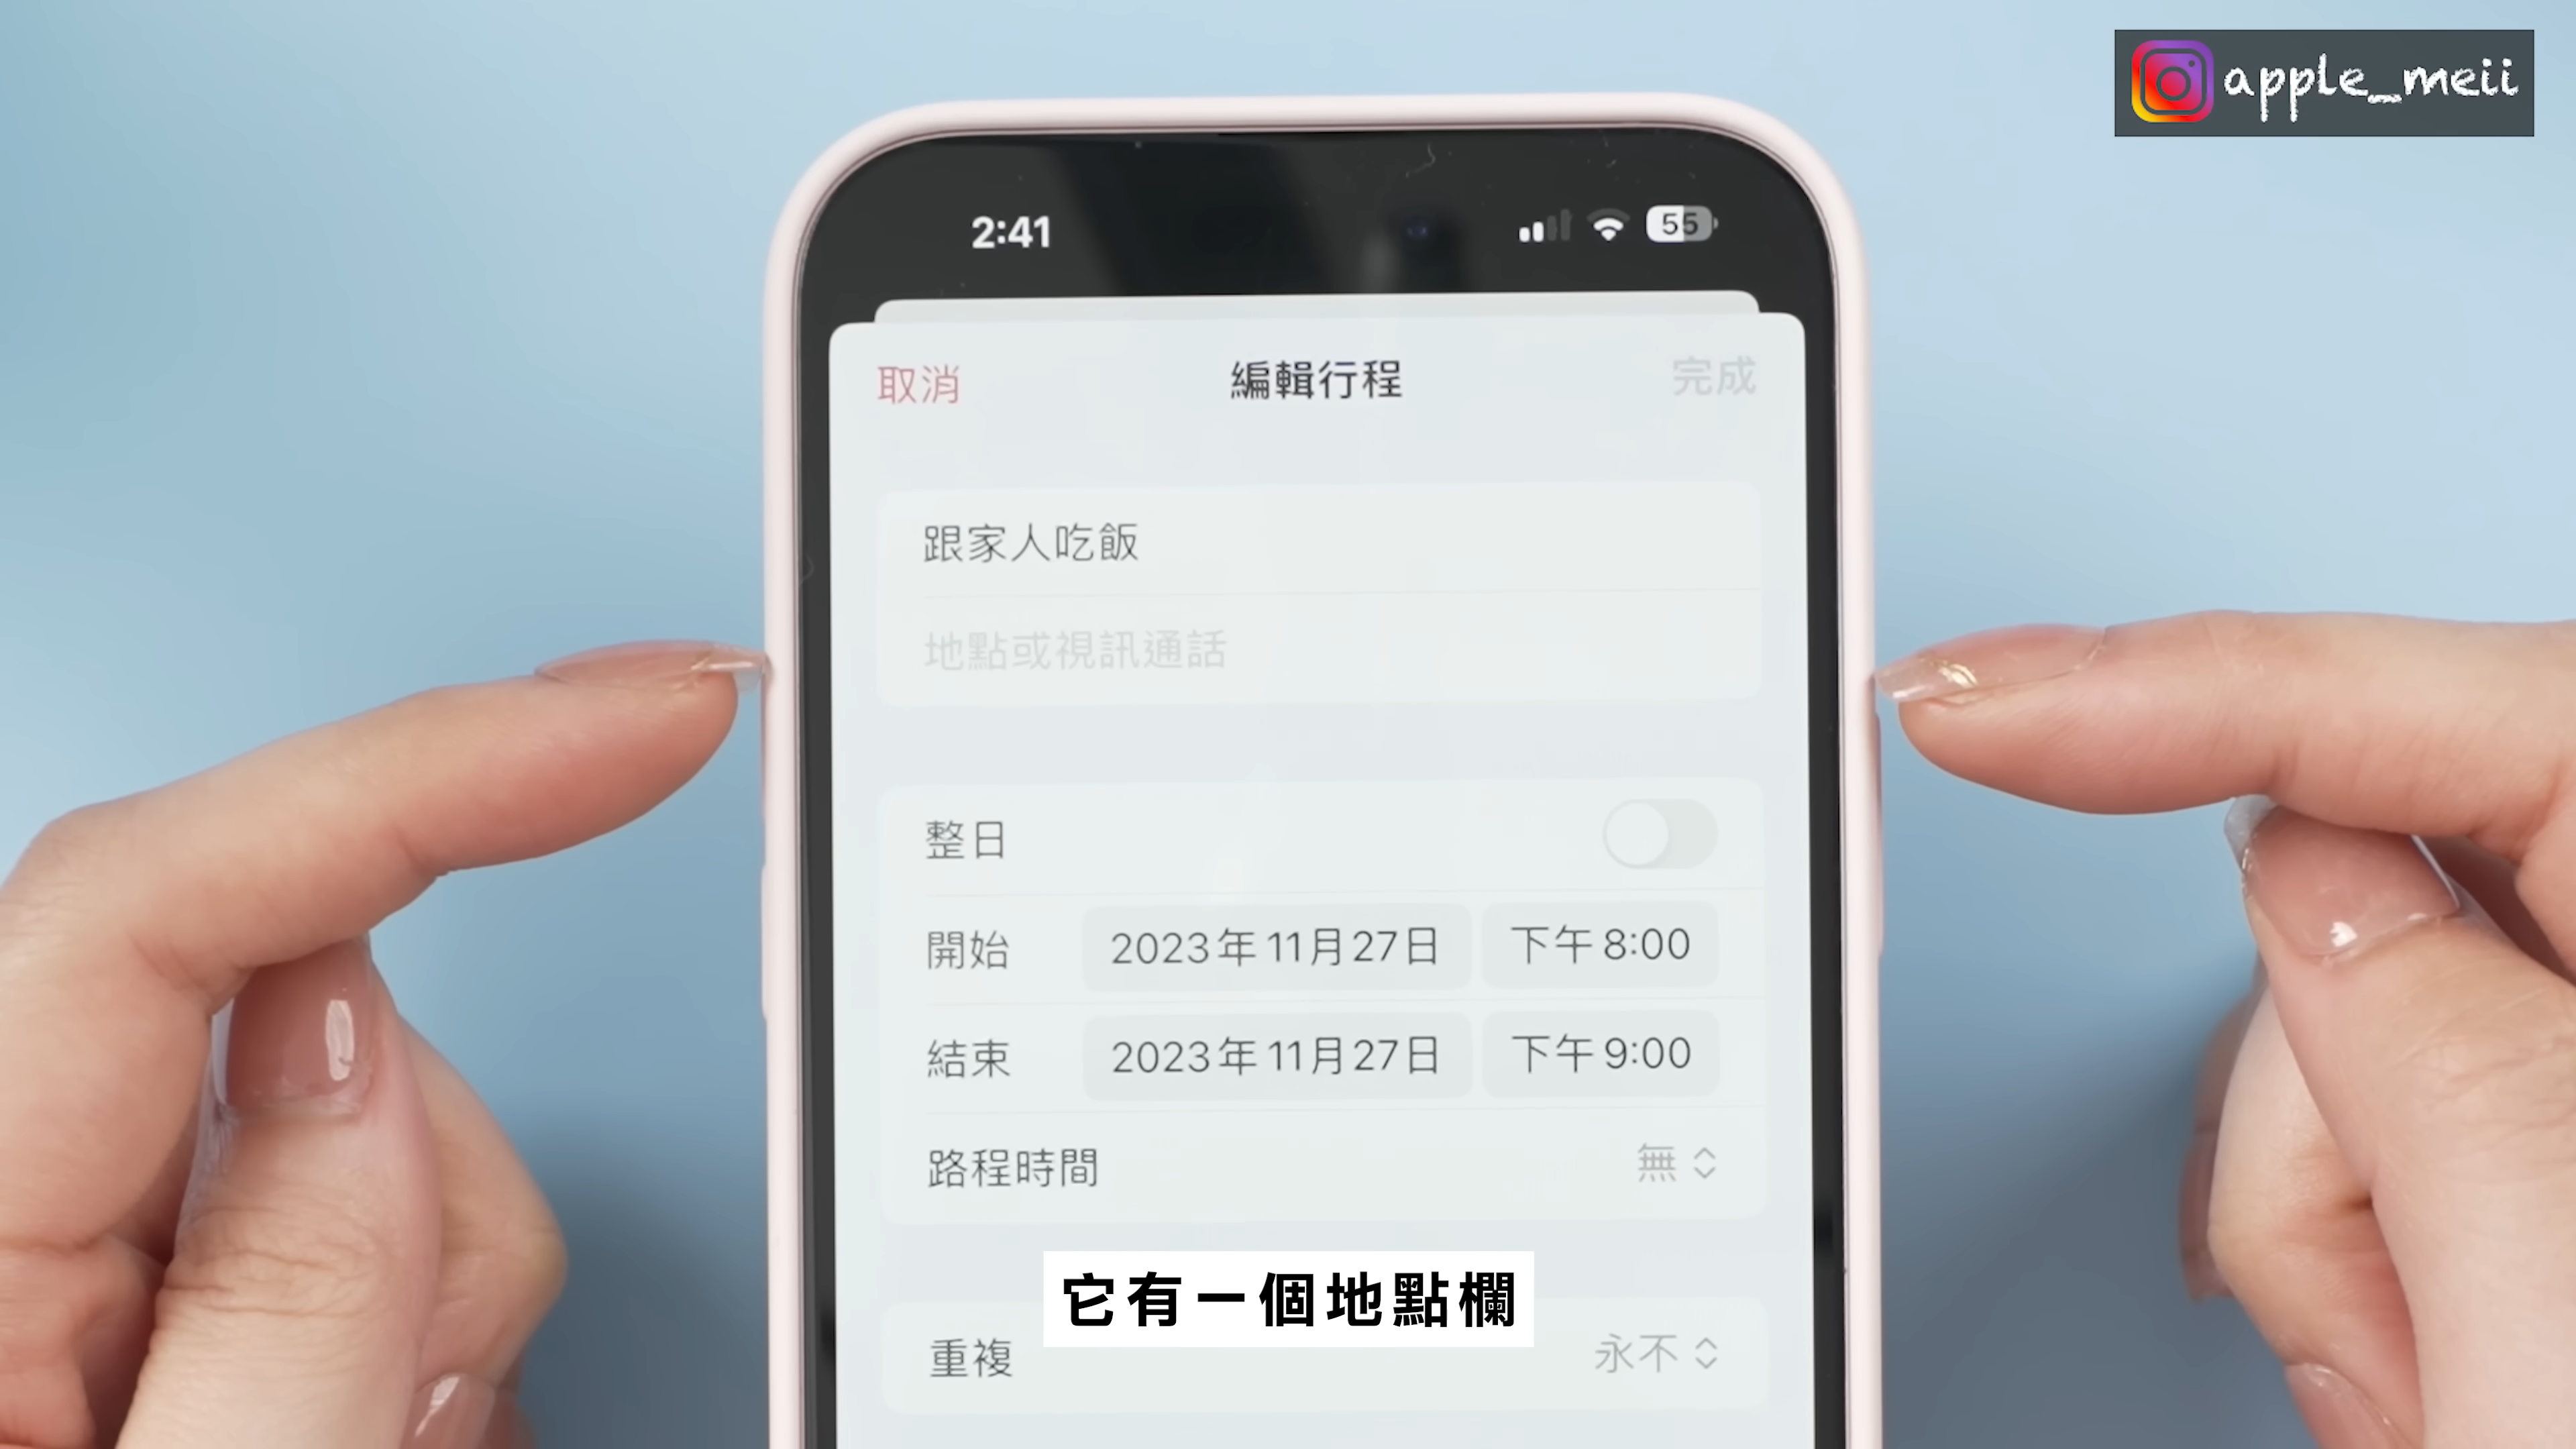 apple_meii
2:41
55
取消 編輯行程 完成
跟家人吃飯
地點或視訊通話
整日
開始 2023年11月27日 下午8:00
結束 2023年11月27日 下午9:00
路程時間 無
它有一個地點欄
重複 永不